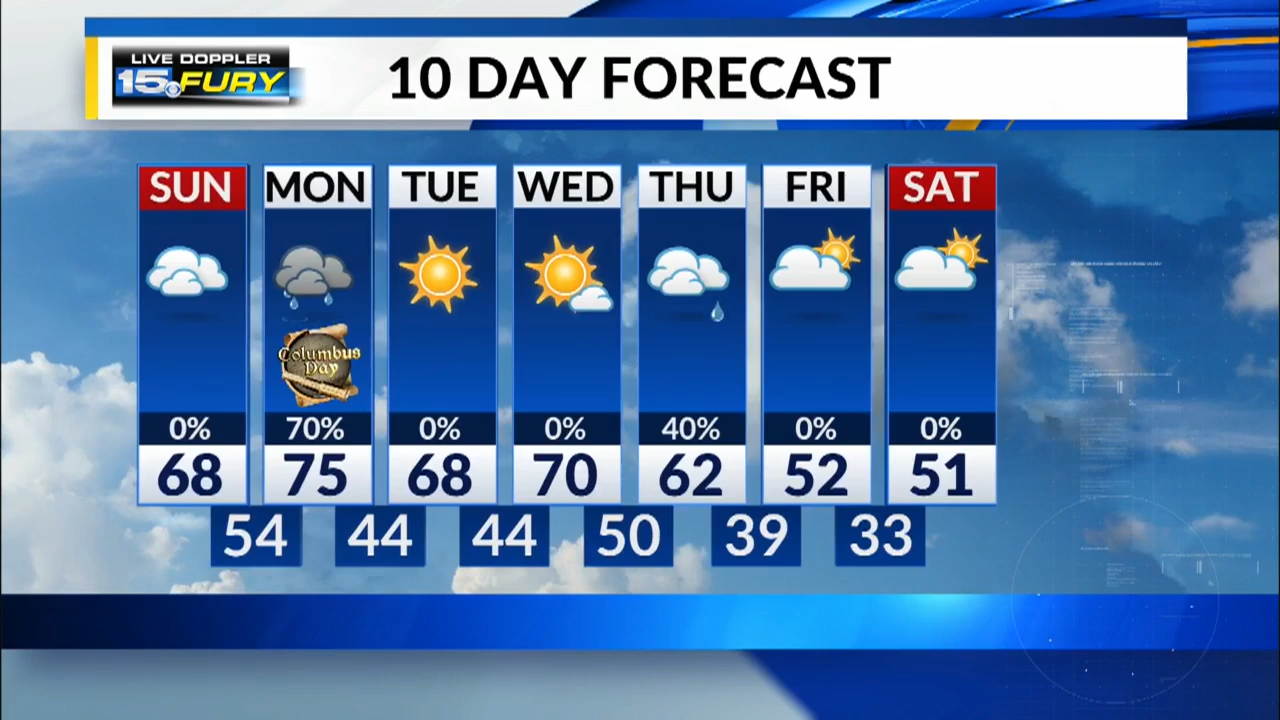 LIVE DOPPLER
15 FURY
10 DAY FORECAST
SUN MON TUE WED THU FRI SAT
Columbus
Day
0% 70% 0% 0% 40% 0% 0%
68 75 68 70 62 52 51
54 44 44 50 39 33